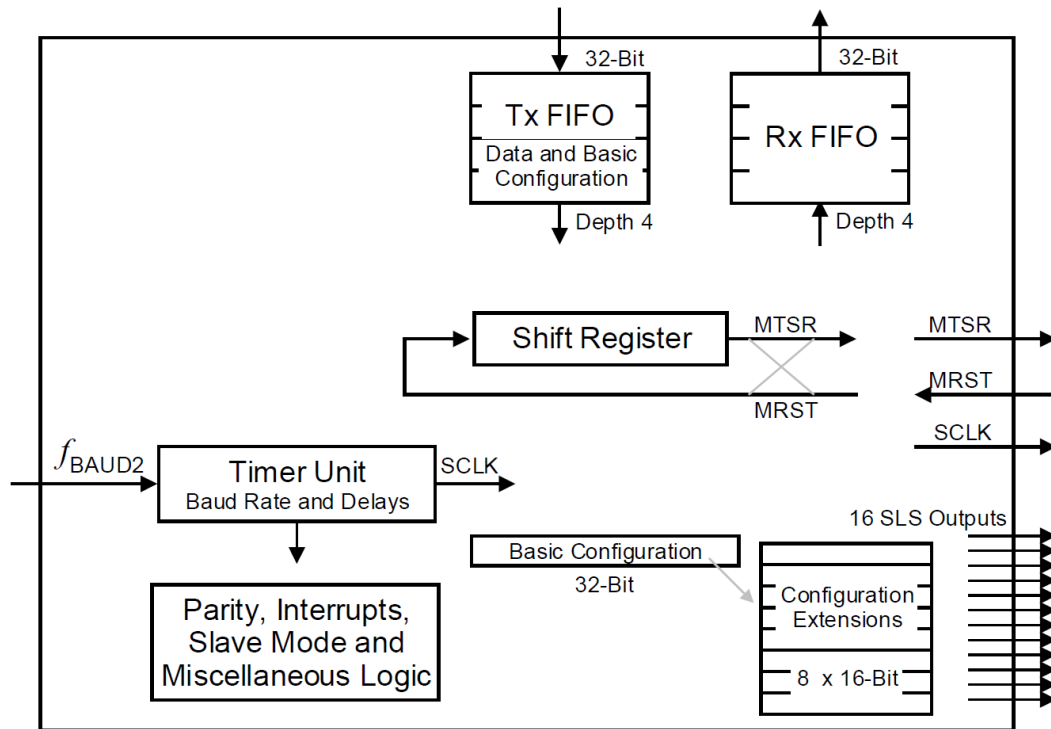 32-Bit
32-Bit
Tx FIFO
Data and Basic
Configuration
Rx FIFO
Depth 4
Depth 4
Shift Register
MTSR
MTSR
MRST
MRST
SCLK
fBAUD2
Timer Unit
Baud Rate and Delays
SCLK
16 SLS Outputs
Basic Configuration
32-Bit
Configuration
Extensions
8 x 16-Bit
Parity, Interrupts,
Slave Mode and
Miscellaneous Logic